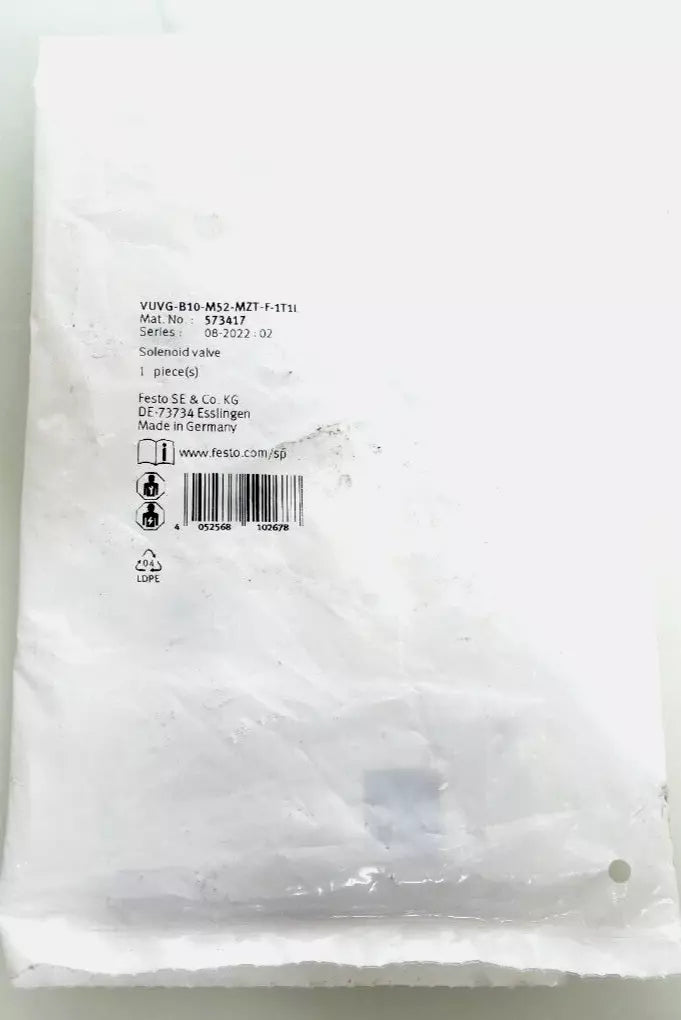 VUVG-B10-M52-MZT-F-1T1L
Mat. No. : 573417
Series : 08-2022 : 02
Solenoid valve
1 piece(s)
Festo SE & Co. KG
DE-73734 Esslingen
Made in Germany
www.festo.com/sp
4 052568 102678
04
LDPE